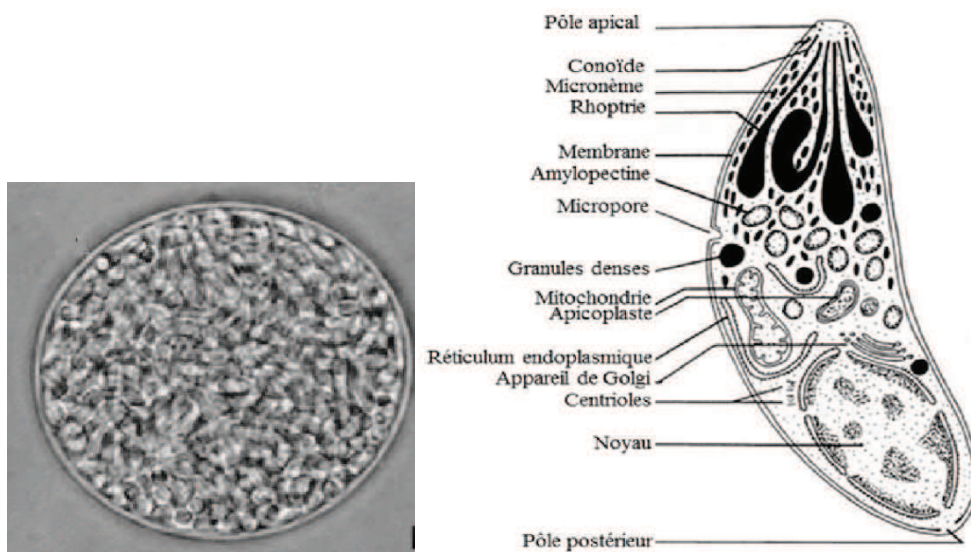 Pôle apical
Conoïde
Micronème
Rhoptrie
Membrane
Amylopectine
Micropore
Granules denses
Mitochondrie
Apicoplaste
Réticulum endoplasmique
Appareil de Golgi
Centrioles
Noyau
Pôle postérieur